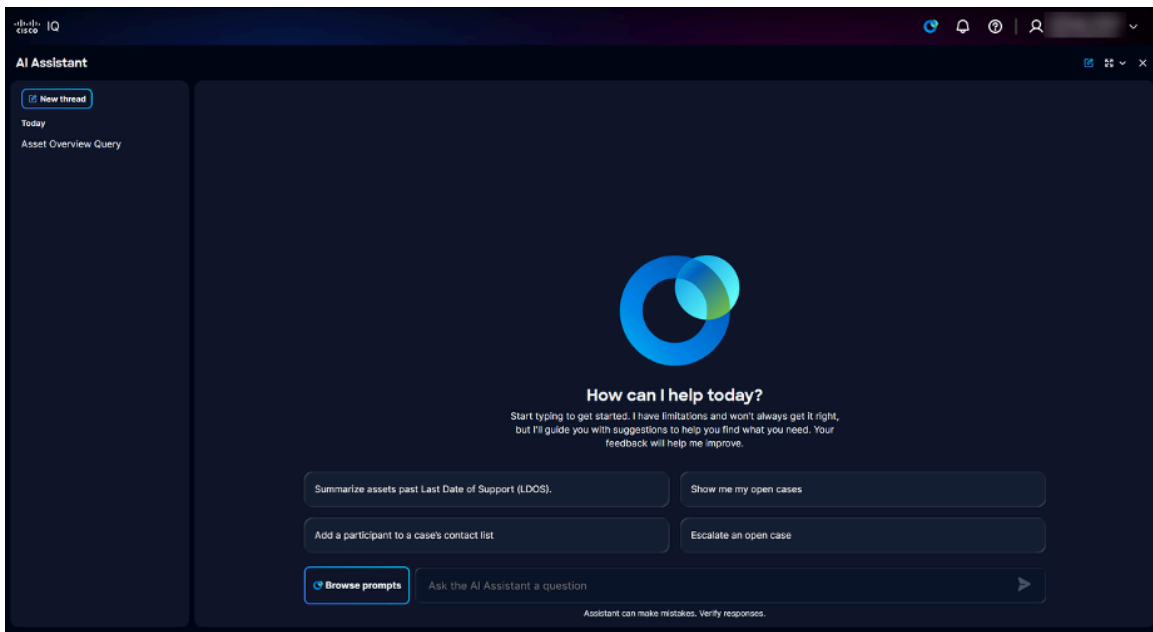 cisco IQ
AI Assistant
New thread
Today
Asset Overview Query
How can I help today?
Start typing to get started. I have limitations and won't always get it right,
but I'll guide you with suggestions to help you find what you need. Your
feedback will help me improve.
Summarize assets past Last Date of Support (LDOS).
Show me my open cases
Add a participant to a case's contact list
Escalate an open case
Browse prompts
Ask the AI Assistant a question
Assistant can make mistakes. Verify responses.